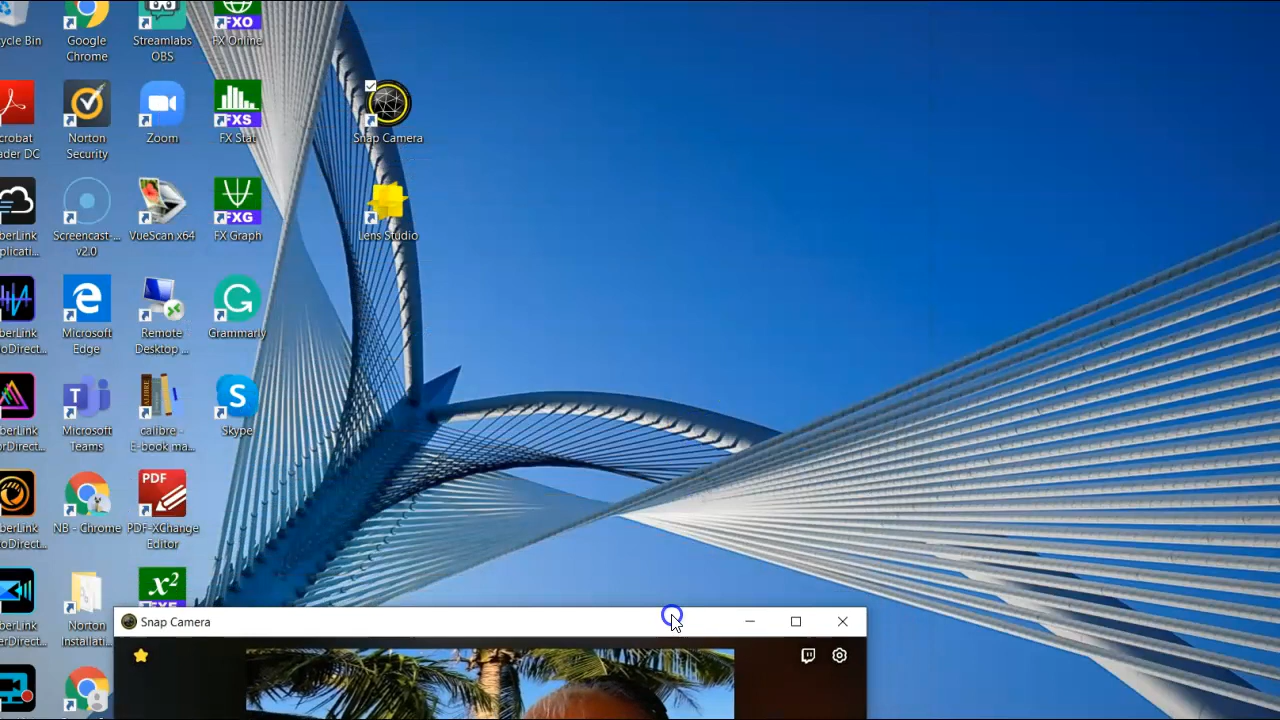 ycle Bin
Google
Chrome
Streamlabs
OBS
FXO
FX Online
crobat
ader DC
Norton
Security
Zoom
FXS
FX Stat
Snap Camera
berLink
plicati...
Screencast-...
v2.0
VueScan x64
FXG
FX Graph
Lens Studio
berLink
oDirect...
Microsoft
Edge
Remote
Desktop ...
Grammarly
berLink
orDirect...
T
Microsoft
Teams
CALIBRE
calibre -
E-book ma...
Skype
berLink
oDirect...
NB - Chrome
PDF
PDF-XChange
Editor
berLink
erDirect...
Norton
Installati...
x²
Snap Camera